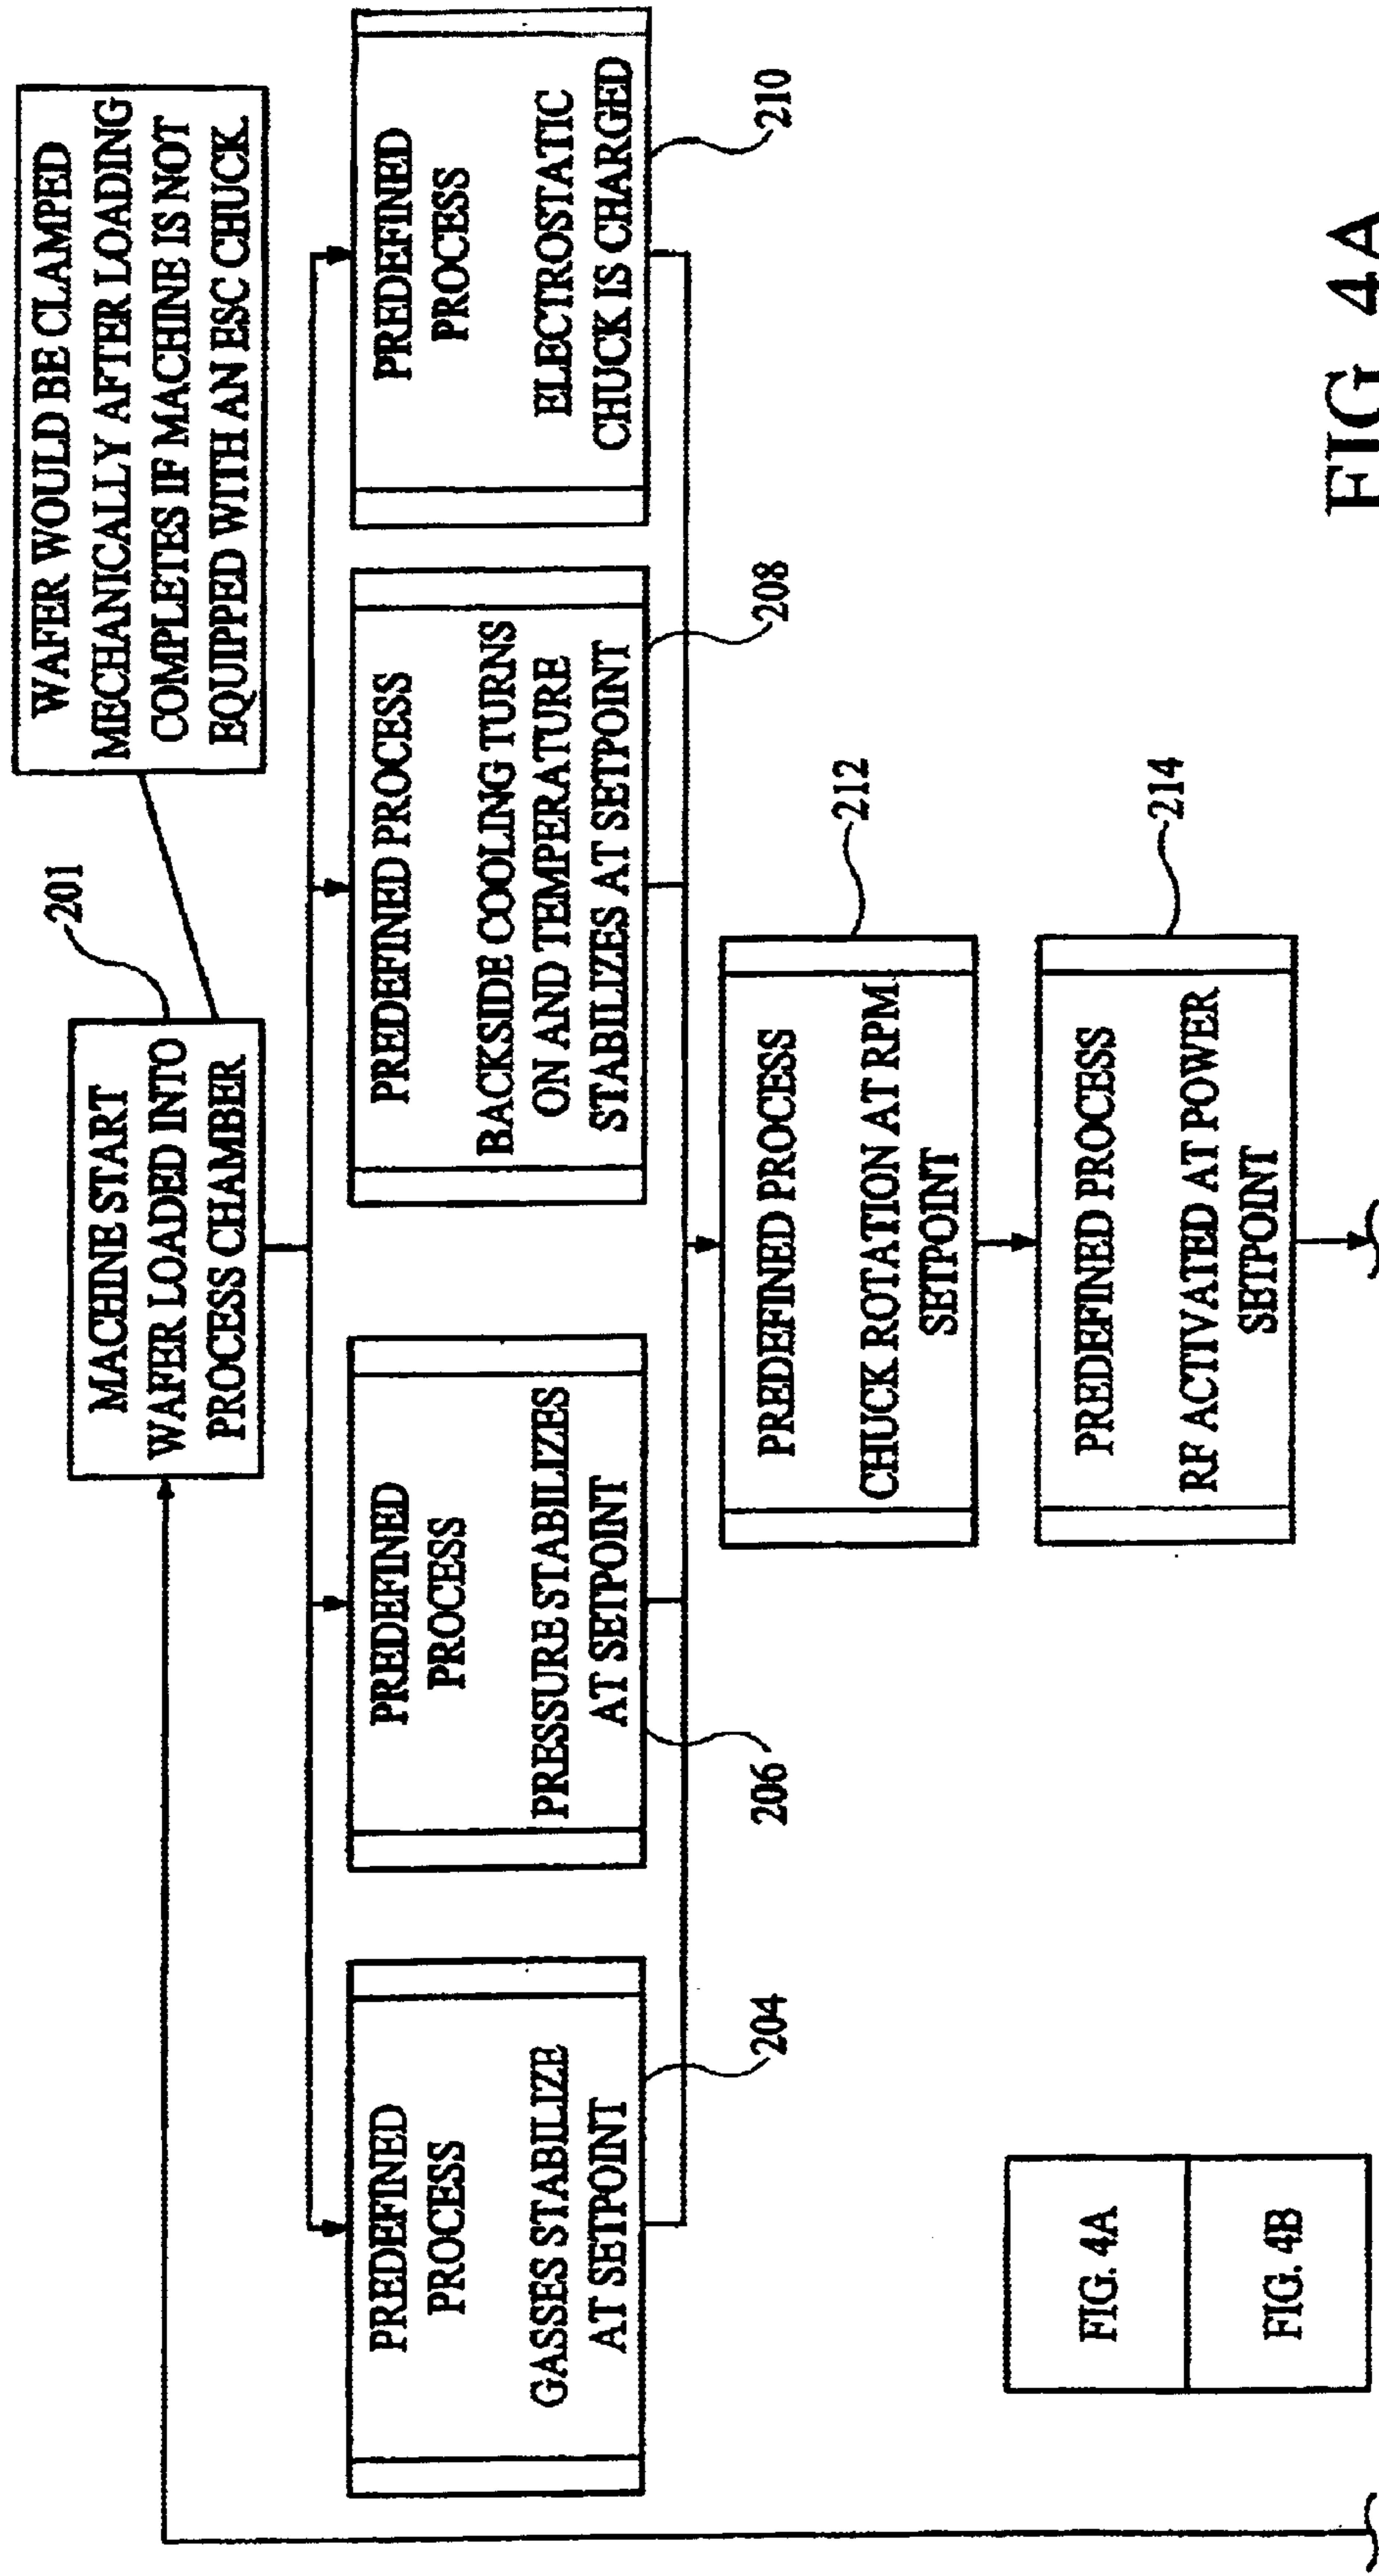 WAFER WOULD BE CLAMPED
MECHANICALLY AFTER LOADING
COMPLETES IF MACHINE IS NOT
EQUIPPED WITH AN ESC CHUCK.
201
MACHINE START
WAFER LOADED INTO
PROCESS CHAMBER
PREDEFINED
PROCESS
GASSES STABILIZE
AT SETPOINT
204
PREDEFINED
PROCESS
PRESSURE STABILIZES
AT SETPOINT
206
PREDEFINED PROCESS
BACKSIDE COOLING TURNS
ON AND TEMPERATURE
STABILIZES AT SETPOINT
208
PREDEFINED
PROCESS
ELECTROSTATIC
CHUCK IS CHARGED
210
PREDEFINED PROCESS
CHUCK ROTATION AT RPM
SETPOINT
212
PREDEFINED PROCESS
RF ACTIVATED AT POWER
SETPOINT
214
FIG. 4A
FIG. 4B
FIG 4A